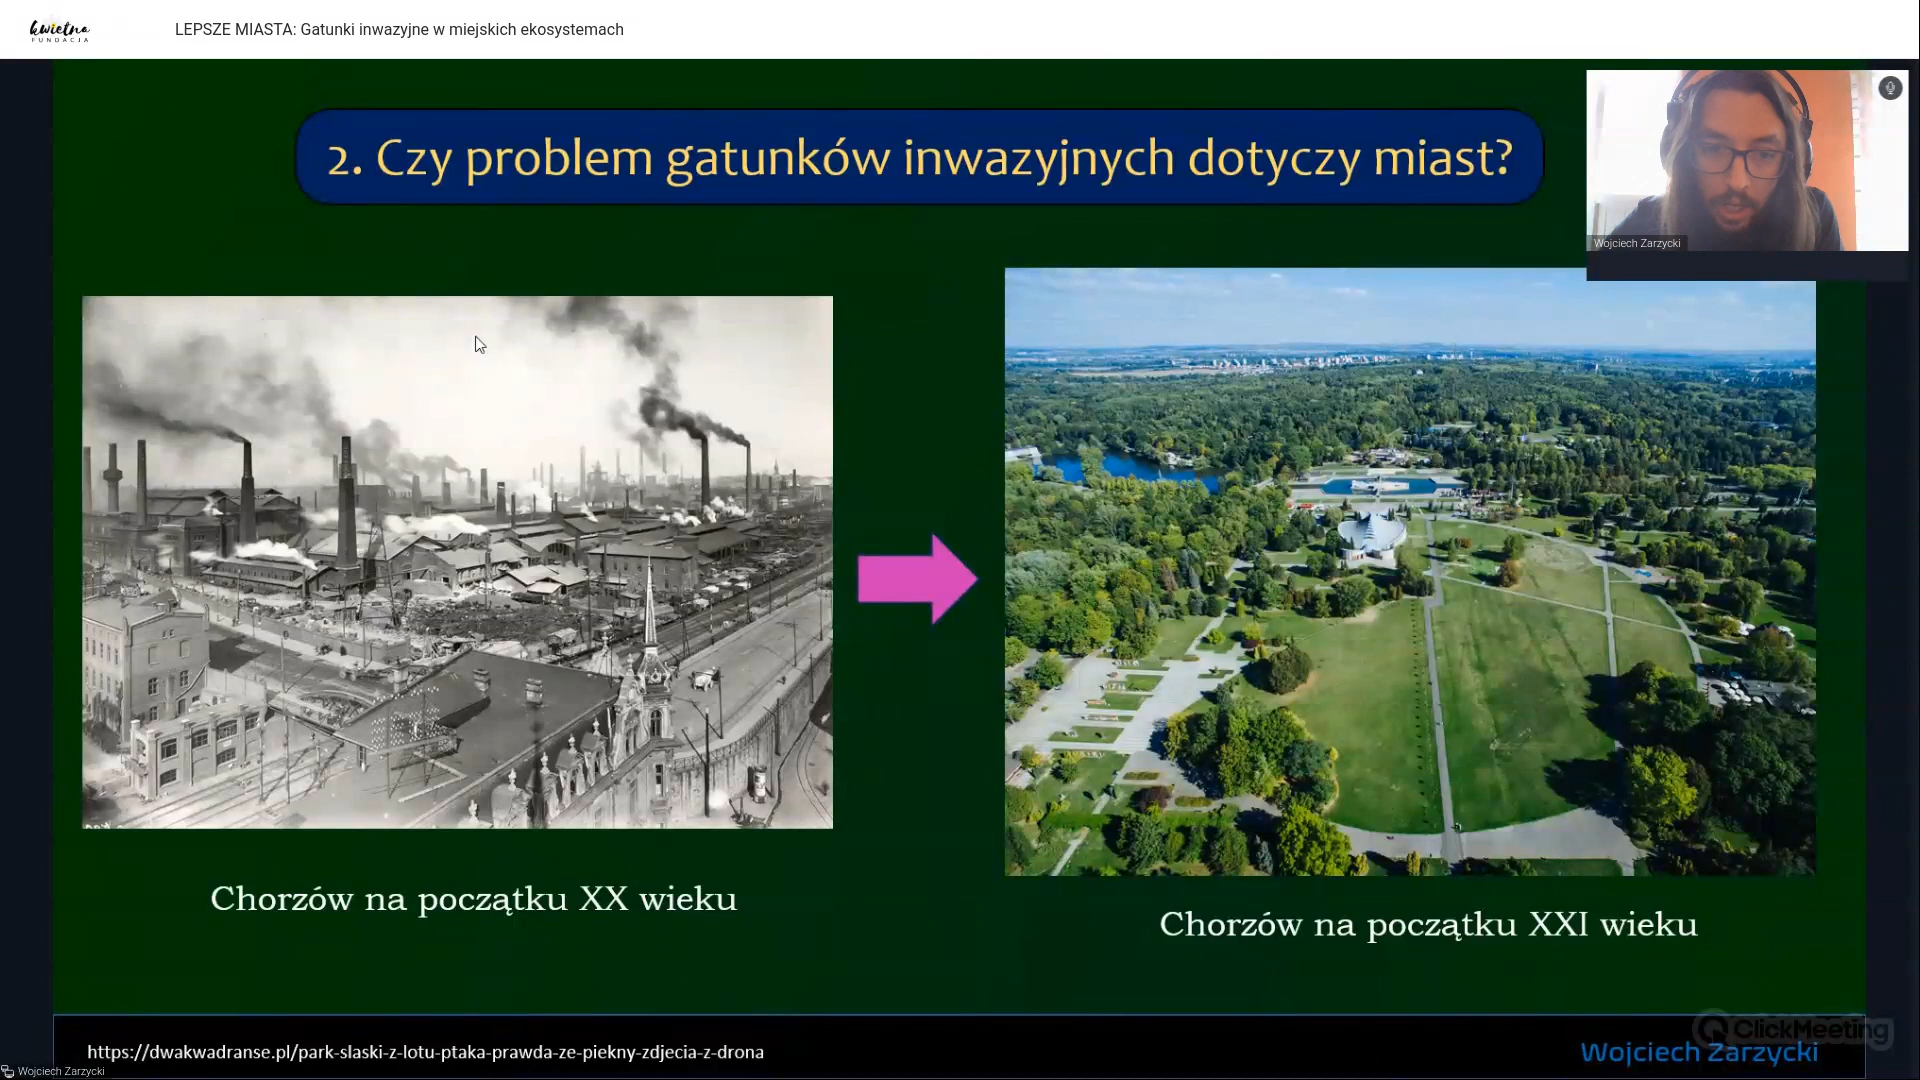 kwietna
FUNDACJA
LEPSZE MIASTA: Gatunki inwazyjne w miejskich ekosystemach
2. Czy problem gatunków inwazyjnych dotyczy miast?
Wojciech Zarzycki
Chorzów na początku XX wieku
Chorzów na początku XXI wieku
https://dwakwadranse.pl/park-slaski-z-lotu-ptaka-prawda-ze-piekny-zdjecia-z-drona
ClickMeeting
Wojciech Zarzycki
Wojciech Zarzycki